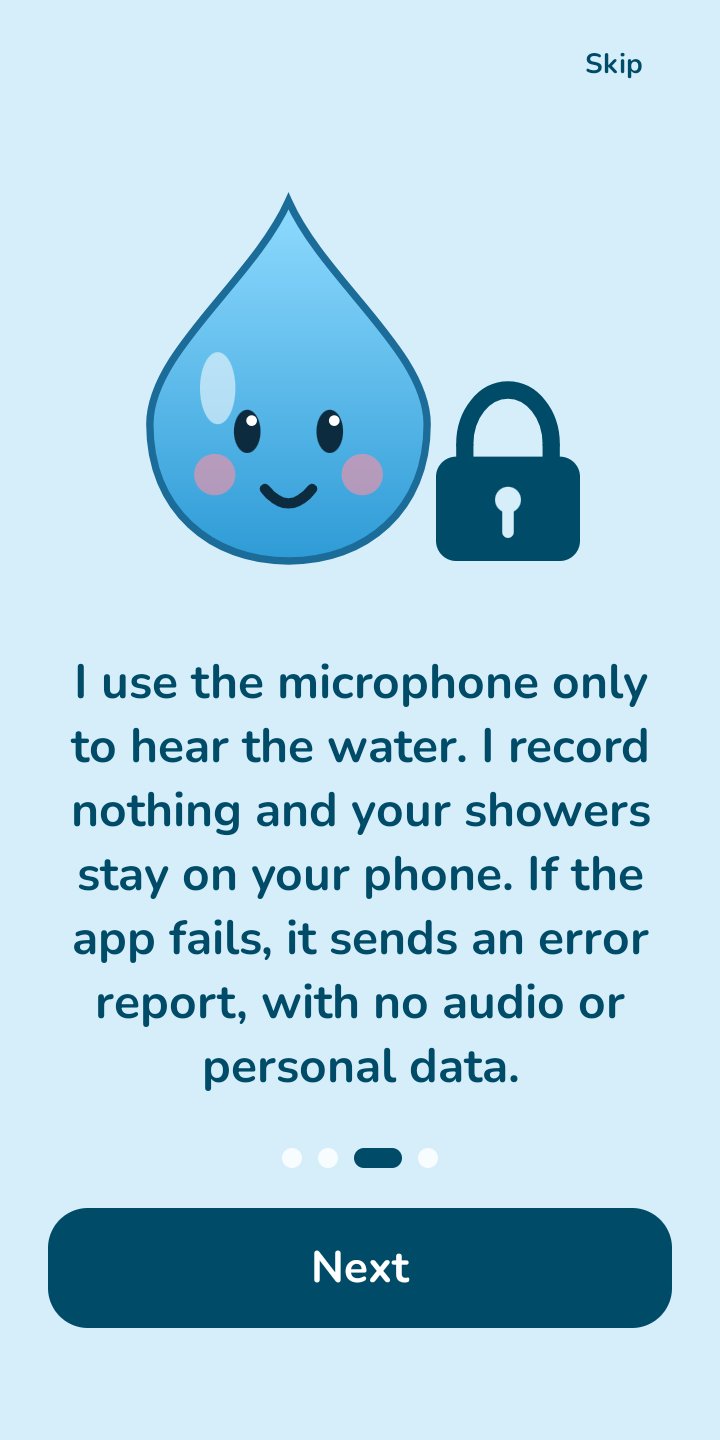 Skip
I use the microphone only
to hear the water. I record
nothing and your showers
stay on your phone. If the
app fails, it sends an error
report, with no audio or
personal data.
Next